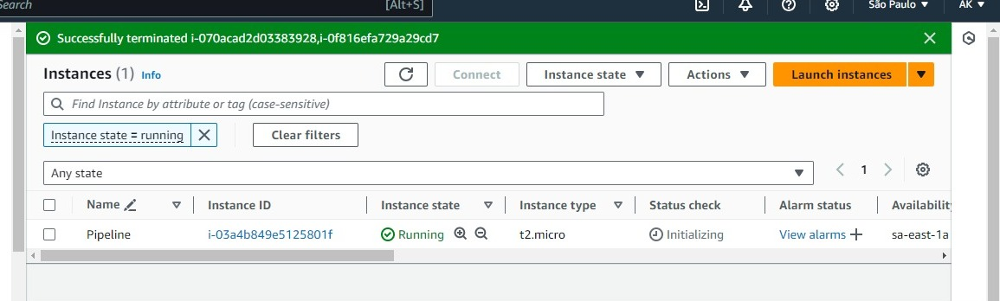 Search [Alt+S] São Paulo ▼ AK ▼
Successfully terminated i-070acad2d03383928,i-0f816efa729a29cd7
Instances (1) Info Connect Instance state ▼ Actions ▼ Launch instances ▼
Find Instance by attribute or tag (case-sensitive)
Instance state = running Clear filters
Any state 1
Name Instance ID Instance state Instance type Status check Alarm status Availability
Pipeline i-03a4b849e5125801f Running t2.micro Initializing View alarms + sa-east-1a